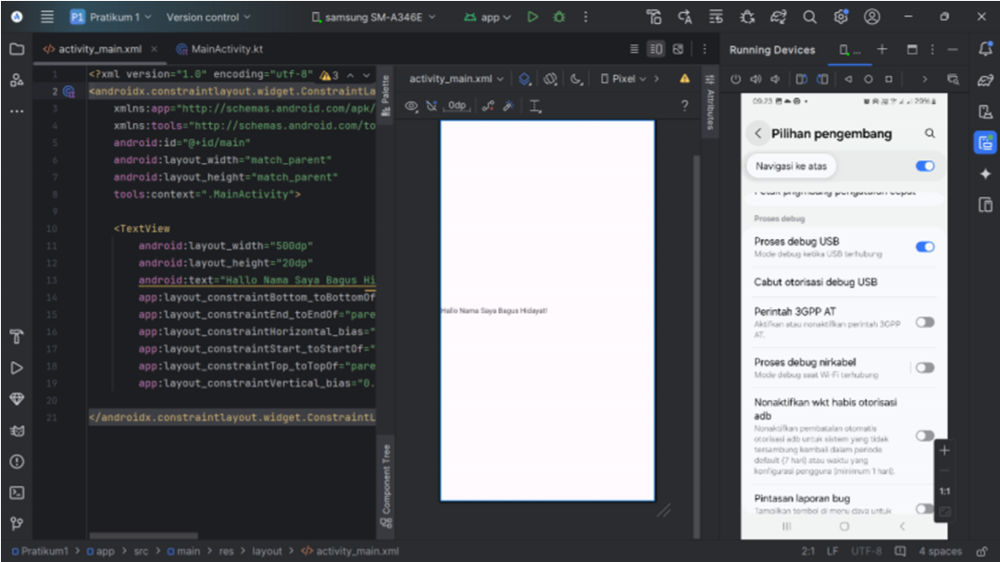 P1 Pratikum 1 Version control samsung SM-A346E app
activity_main.xml MainActivity.kt
Running Devices
1 <?xml version="1.0" encoding="utf-8" 3
2 <androidx.constraintlayout.widget.ConstraintLa
3 xmlns:app="http://schemas.android.com/apk/
4 xmlns:tools="http://schemas.android.com/to
5 android:id="@+id/main"
6 android:layout_width="match_parent"
7 android:layout_height="match_parent"
8 tools:context=".MainActivity">
9
10 <TextView
11 android:layout_width="500dp"
12 android:layout_height="20dp"
13 android:text="Hallo Nama Saya Bagus Hi
14 app:layout_constraintBottom_toBottomOf
15 app:layout_constraintEnd_toEndOf="pare
16 app:layout_constraintHorizontal_bias="
17 app:layout_constraintStart_toStartOf="
18 app:layout_constraintTop_toTopOf="pare
19 app:layout_constraintVertical_bias="0.
20
21 </androidx.constraintlayout.widget.ConstraintL
Palette
Component Tree
activity_main.xml Pixel
0dp ?
Hallo Nama Saya Bagus Hidayat!
Attributes
09.23 29%
Pilihan pengembang
Navigasi ke atas
Proses debug
Proses debug USB
Mode debug ketika USB terhubung
Cabut otorisasi debug USB
Perintah 3GPP AT
Aktifkan atau nonaktifkan perintah 3GPP
AT.
Proses debug nirkabel
Mode debug saat Wi-Fi terhubung
Nonaktifkan wkt habis otorisasi
adb
Nonaktifkan pembatalan otomatis
otorisasi adb untuk sistem yang tidak
tersambung kembali dalam periode
default (7 hari) atau waktu yang
konfigurasi pengguna (minimum 1 hari).
Pintasan laporan bug
Tampilkan tombol di menu daya untuk
1:1
Pratikum1 > app > src > main > res > layout > activity_main.xml
2:1 LF UTF-8 4 spaces